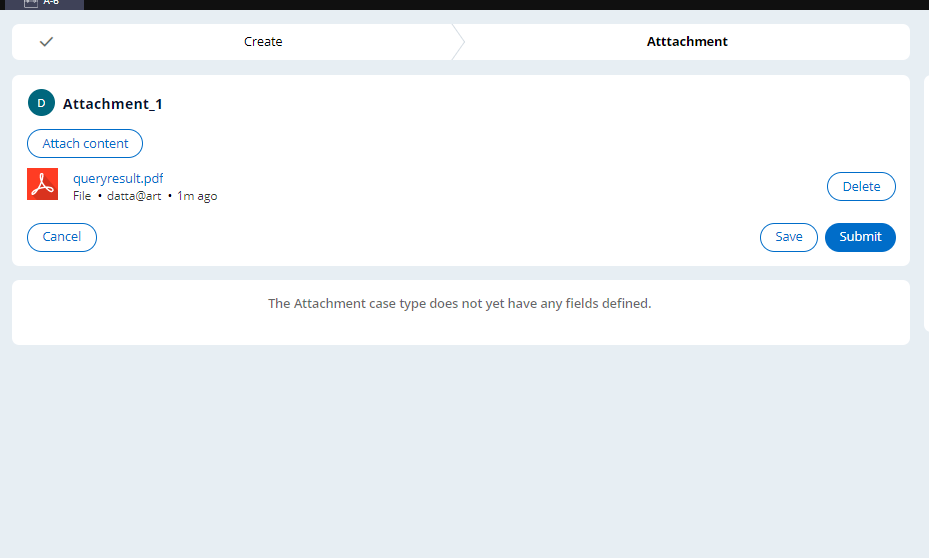 A-6
Create
Atttachment
D
Attachment_1
Attach content
queryresult.pdf
File • datta@art • 1m ago
Delete
Cancel
Save
Submit
The Attachment case type does not yet have any fields defined.